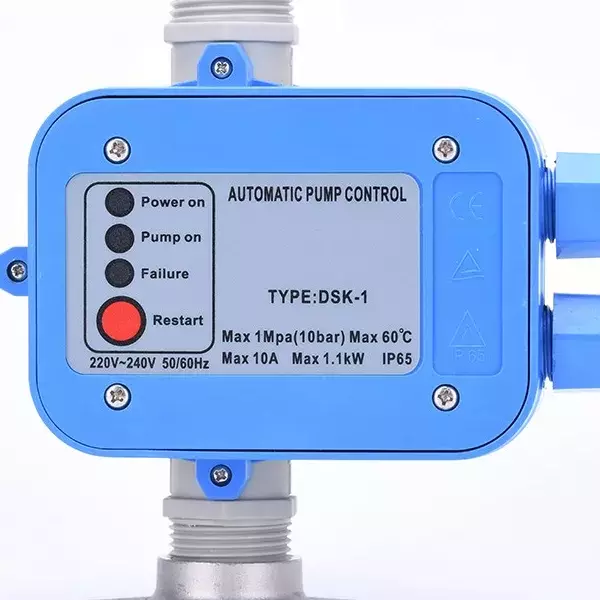 AUTOMATIC PUMP CONTROL
Power on
Pump on
Failure
Restart
220V~240V 50/60Hz
TYPE:DSK-1
Max 1Mpa(10bar) Max 60℃
Max 10A Max 1.1kW IP65
CE
IP65